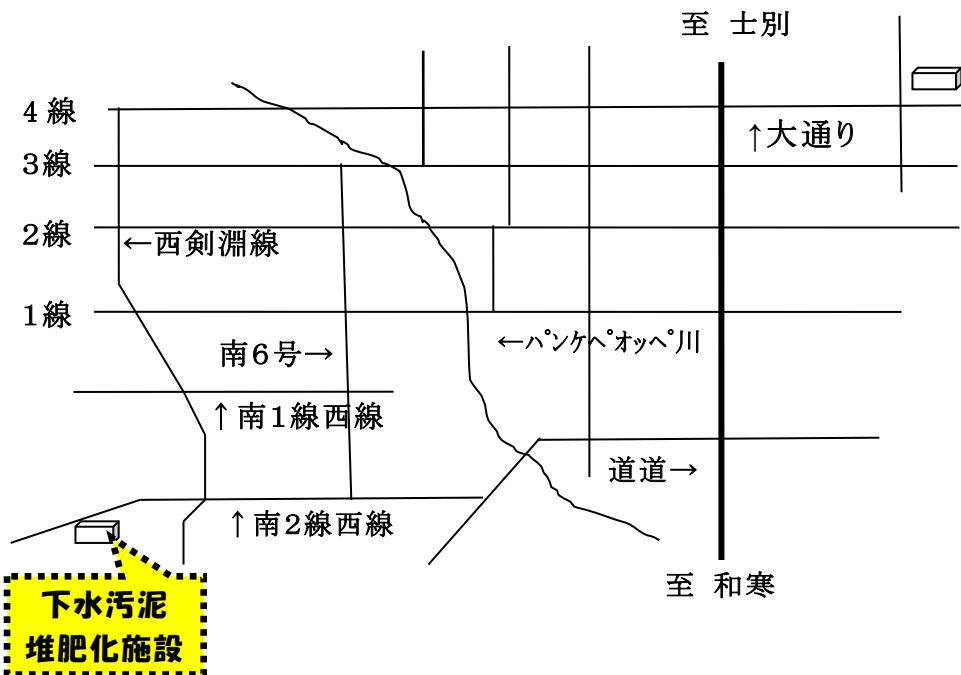 至 士別
4線
↑大通り
3線
2線
←西剣淵線
1線
南6号→
←ﾊﾟﾝｹﾍﾟｵｯﾍﾟ川
↑南1線西線
道道→
↑南2線西線
至 和寒
下水汚泥
堆肥化施設